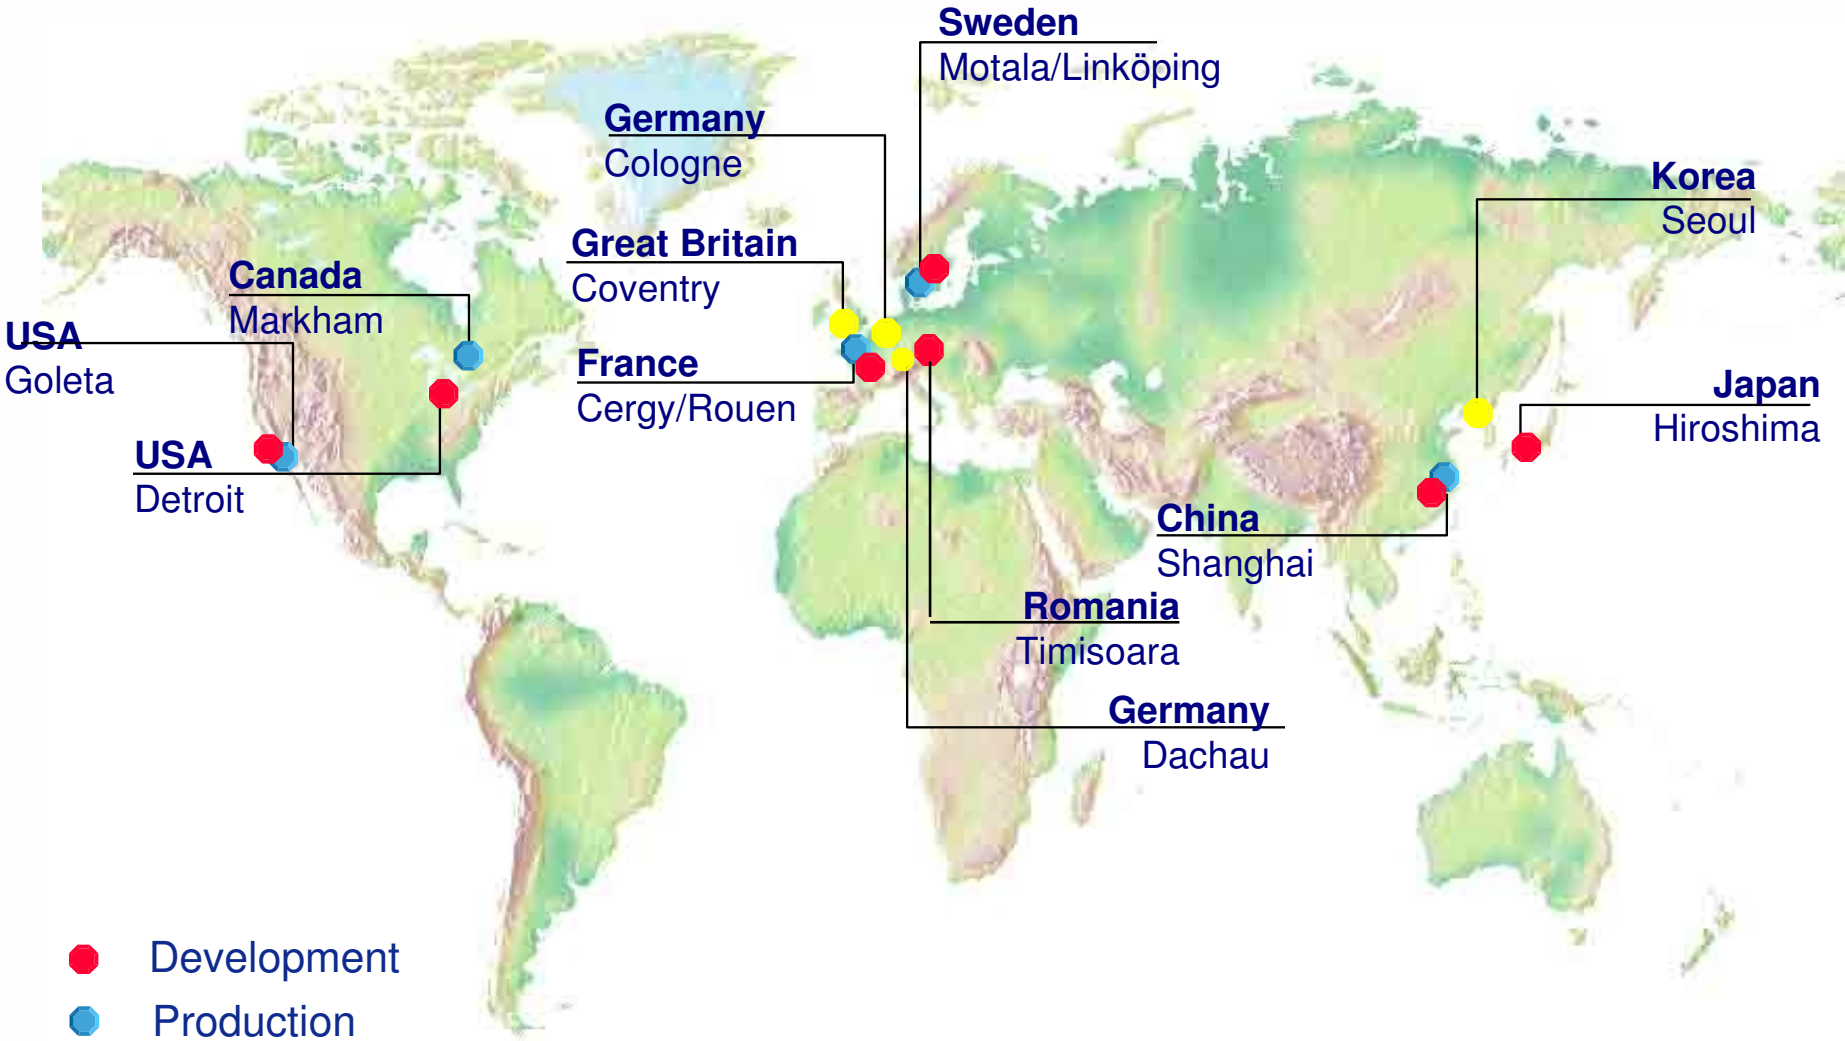 Sweden
Motala/Linköping
Germany
Cologne
Korea
Seoul
Great Britain
Coventry
Canada
Markham
USA
Goleta
France
Cergy/Rouen
Japan
Hiroshima
USA
Detroit
China
Shanghai
Romania
Timisoara
Germany
Dachau
Development
Production